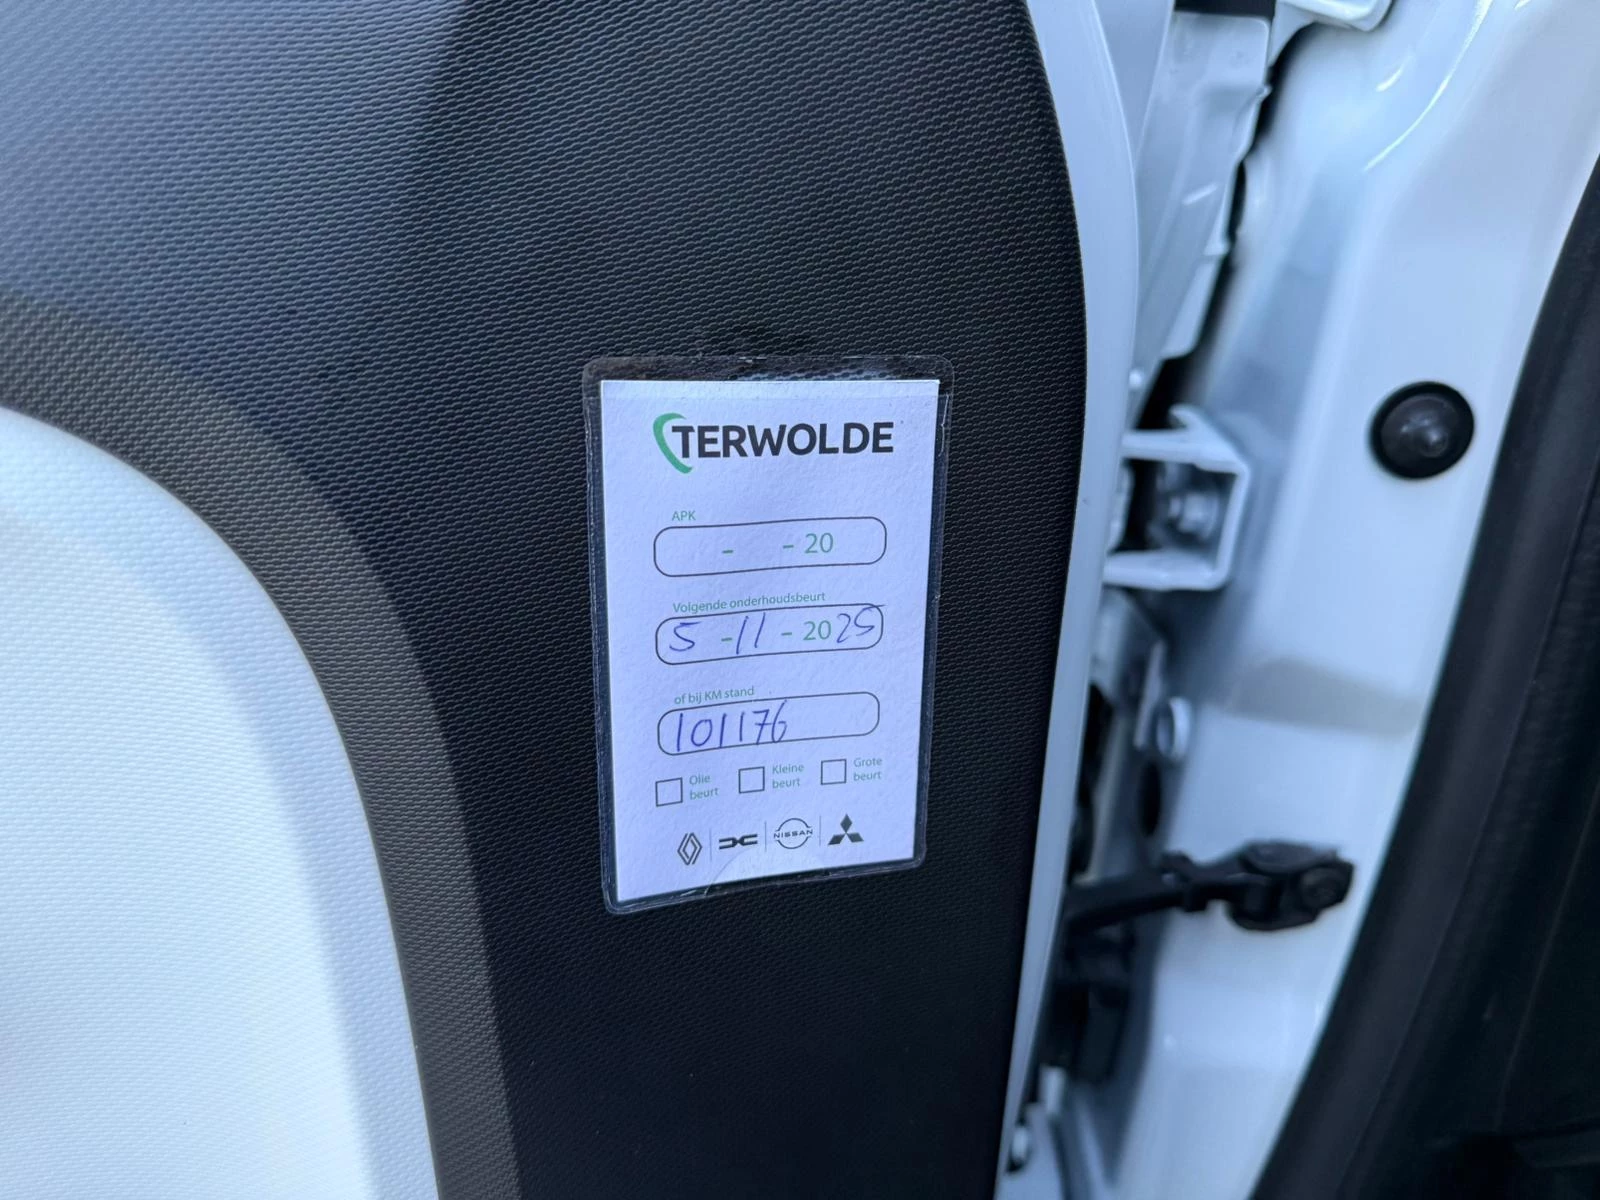 TERWOLDE
APK
- - 20
Volgende onderhoudsbeurt
5 - 11 - 2025
of bij KM stand
101176
Olie beurt
Kleine beurt
Grote beurt
NISSAN